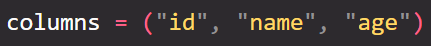 columns = ("id", "name", "age")